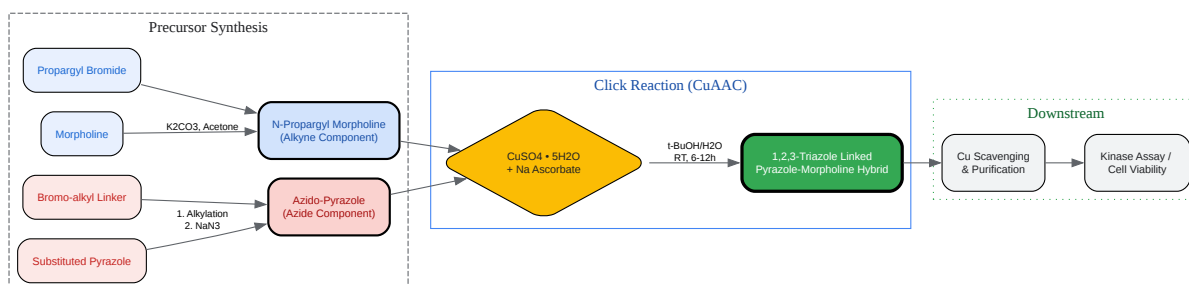 Precursor Synthesis
Propargyl Bromide
Morpholine
K2CO3, Acetone
N-Propargyl Morpholine
(Alkyne Component)
Bromo-alkyl Linker
1. Alkylation
2. NaN3
Substituted Pyrazole
Azido-Pyrazole
(Azide Component)
Click Reaction (CuAAC)
CuSO4 • 5H2O
+ Na Ascorbate
t-BuOH/H2O
RT, 6-12h
1,2,3-Triazole Linked
Pyrazole-Morpholine Hybrid
Downstream
Cu Scavenging
& Purification
Kinase Assay /
Cell Viability